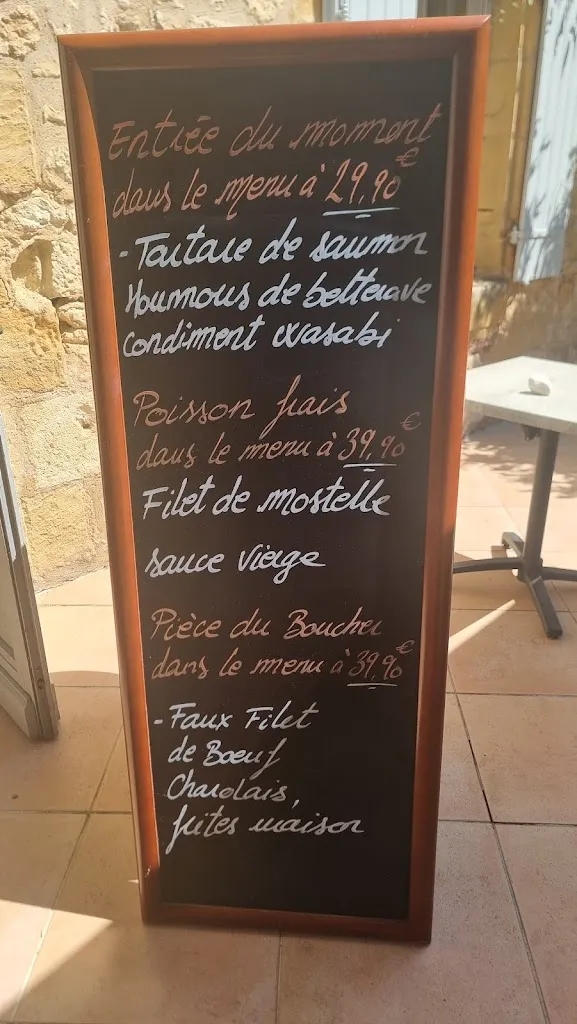 Entrée du moment
dans le menu à 29,90€
- Tartare de saumon
Houmous de betterave
Condiment wasabi
Poisson frais
dans le menu à 39,90€
Filet de mostelle
sauce vierge
Pièce du Boucher
dans le menu à 39,90€
- Faux Filet
de Bœuf
Charolais,
frites maison